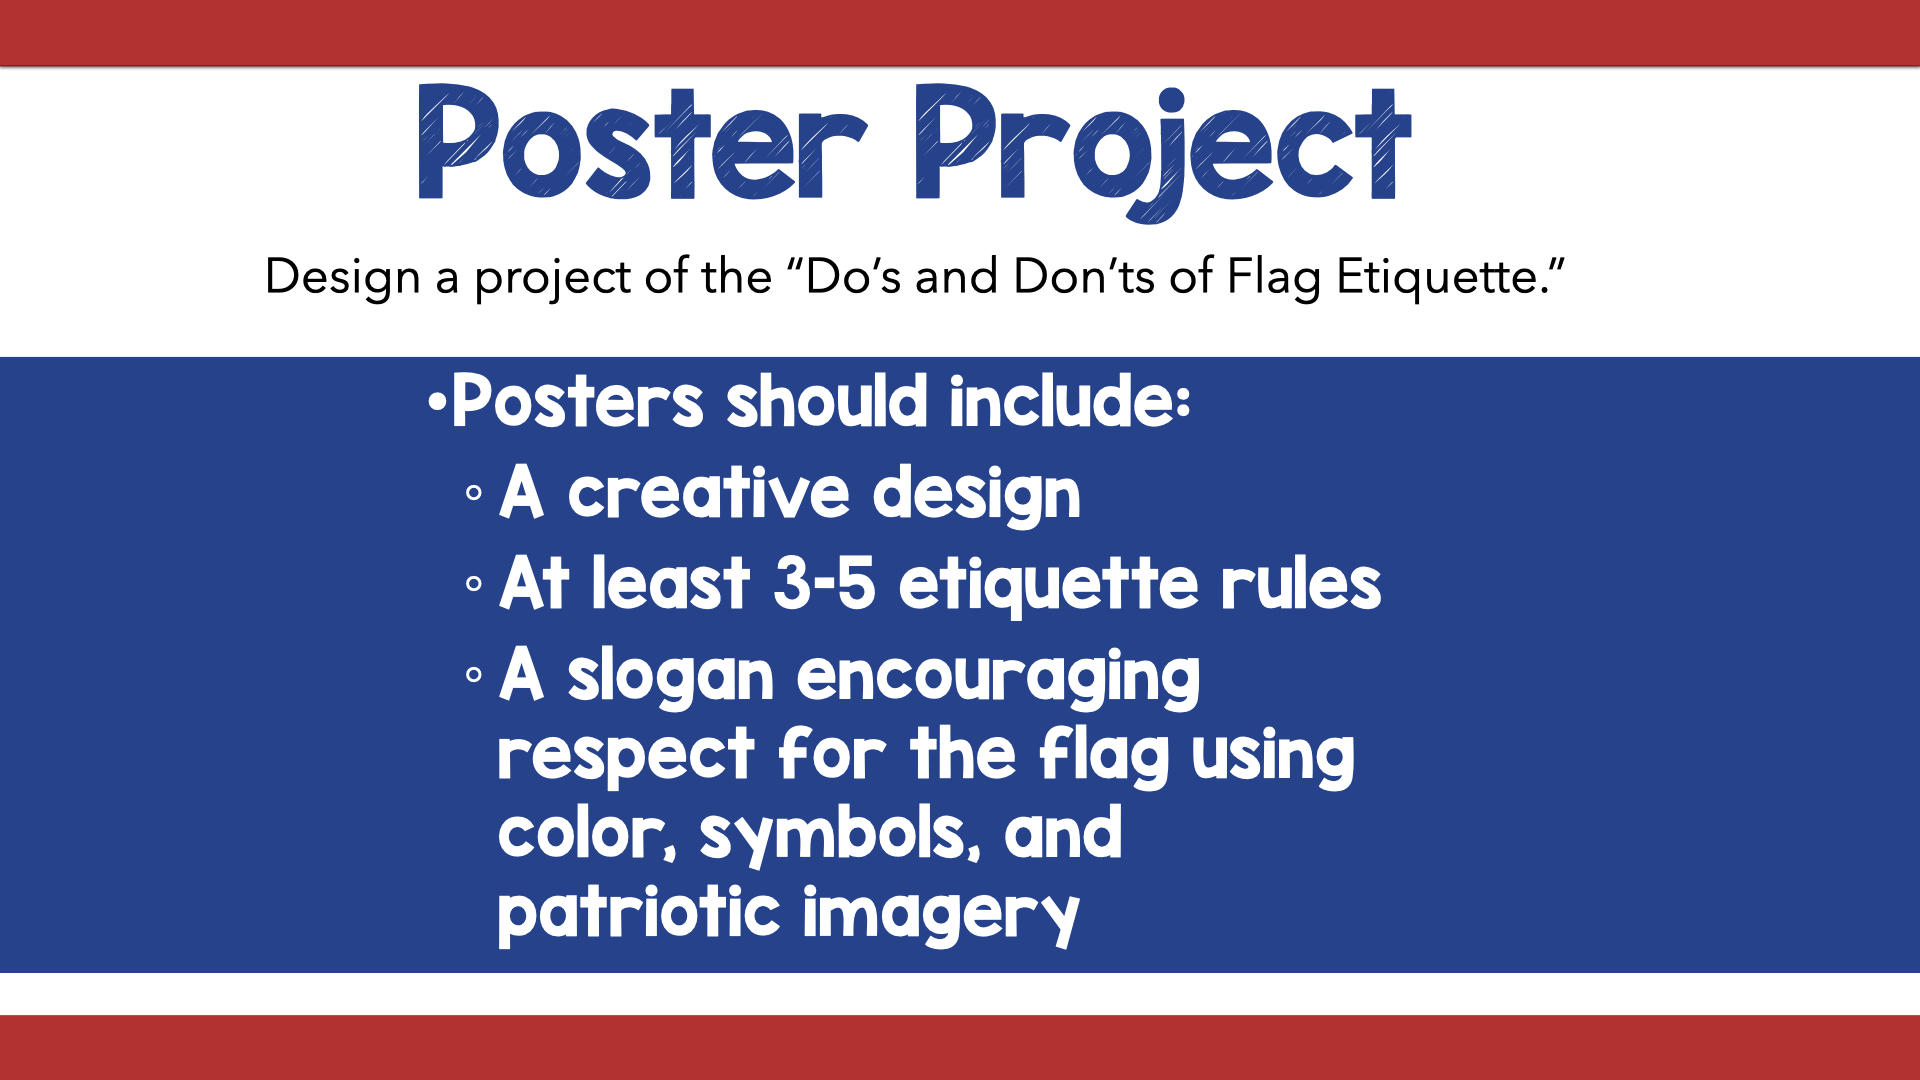 Poster Project
Design a project of the “Do’s and Don’ts of Flag Etiquette.”
•Posters should include:
◦ A creative design
◦ At least 3-5 etiquette rules
◦ A slogan encouraging
respect for the flag using
color, symbols, and
patriotic imagery